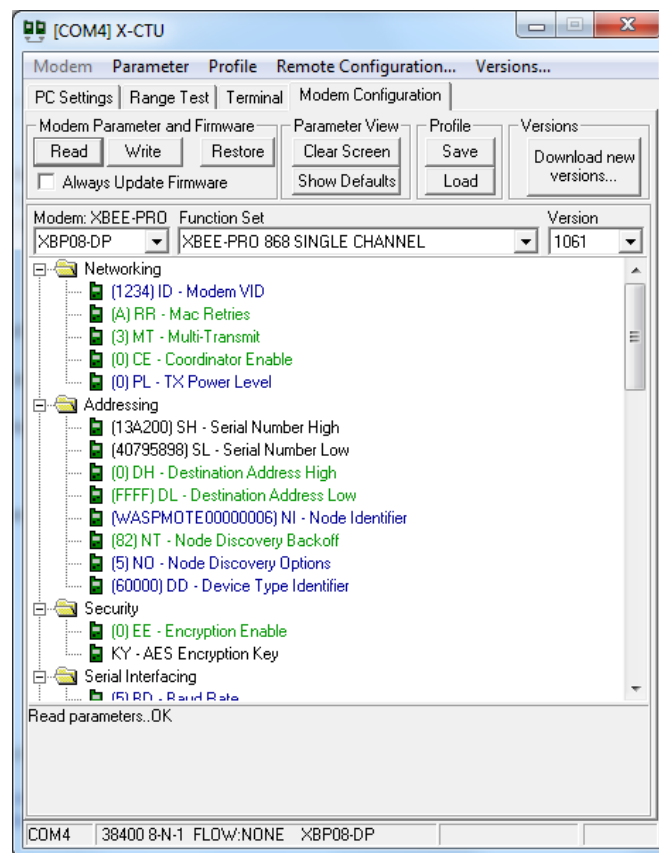 [COM4] X-CTU
Modem Parameter Profile Remote Configuration... Versions...
PC Settings Range Test Terminal Modem Configuration
Modem Parameter and Firmware Parameter View Profile Versions
Read Write Restore Clear Screen Save Download new versions...
Always Update Firmware Show Defaults Load
Modem: XBEE-PRO Function Set Version
XBP08-DP XBEE-PRO 868 SINGLE CHANNEL 1061
Networking
(1234) ID - Modem VID
(A) RR - Mac Retries
(3) MT - Multi-Transmit
(0) CE - Coordinator Enable
(0) PL - TX Power Level
Addressing
(13A200) SH - Serial Number High
(40795898) SL - Serial Number Low
(0) DH - Destination Address High
(FFFF) DL - Destination Address Low
(WASPMOTE00000006) NI - Node Identifier
(82) NT - Node Discovery Backoff
(5) NO - Node Discovery Options
(60000) DD - Device Type Identifier
Security
(0) EE - Encryption Enable
KY - AES Encryption Key
Serial Interfacing
(5) BD - Baud Rate
Read parameters..OK
COM4 38400 8-N-1 FLOW:NONE XBP08-DP